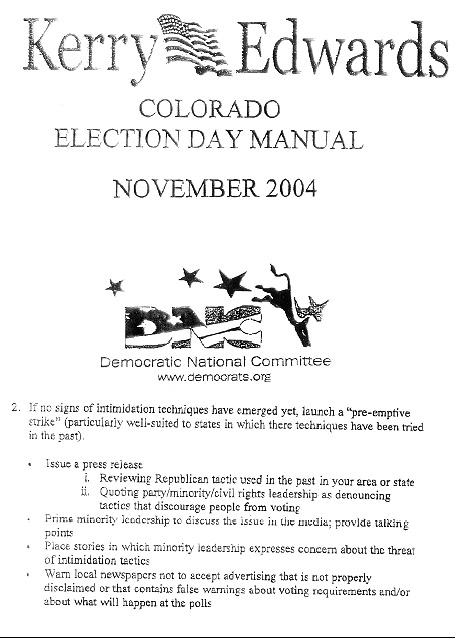 Kerry Edwards
COLORADO
ELECTION DAY MANUAL
NOVEMBER 2004
DNC
Democratic National Committee
www.democrats.org
2. If no signs of intimidation techniques have emerged yet, launch a "pre-emptive
strike" (particularly well-suited to states in which there techniques have been tried
in the past).
• Issue a press release
i. Reviewing Republican tactic used in the past in your area or state
ii. Quoting party/minority/civil rights leadership as denouncing
tactics that discourage people from voting
• Prime minority leadership to discuss the issue in the media; provide talking
points
• Place stories in which minority leadership expresses concern about the threat
of intimidation tactics
• Warn local newspapers not to accept advertising that is not properly
disclaimed or that contains false warnings about voting requirements and/or
about what will happen at the polls